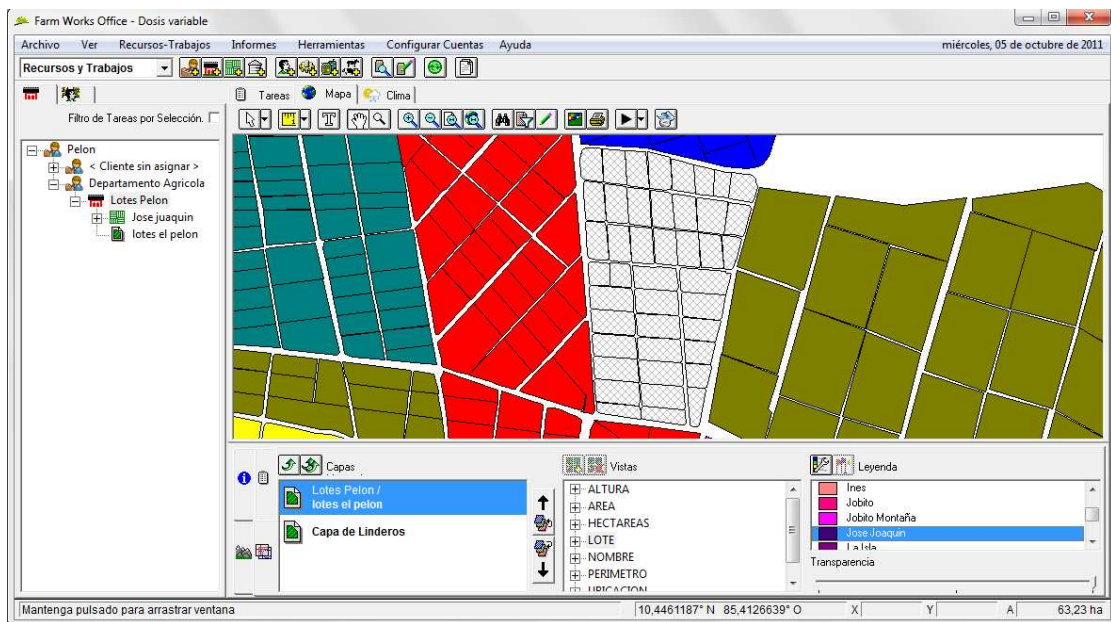 Farm Works Office - Dosis variable
Archivo Ver Recursos-Trabajos Informes Herramientas Configurar Cuentas Ayuda miércoles, 05 de octubre de 2011
Recursos y Trabajos
Tareas Mapa Clima
Filtro de Tareas por Selección.
Pelon
< Cliente sin asignar >
Departamento Agricola
Lotes Pelon
Jose juaquin
lotes el pelon
Capas
Lotes Pelon /
lotes el pelon
Capa de Linderos
Vistas
ALTURA
AREA
HECTAREAS
LOTE
NOMBRE
PERIMETRO
UBICACION
Leyenda
Ines
Jobito
Jobito Montaña
Jose Joaquin
La Isla
Transparencia
Mantenga pulsado para arrastrar ventana 10,4461187° N 85,4126639° O X Y A 63,23 ha